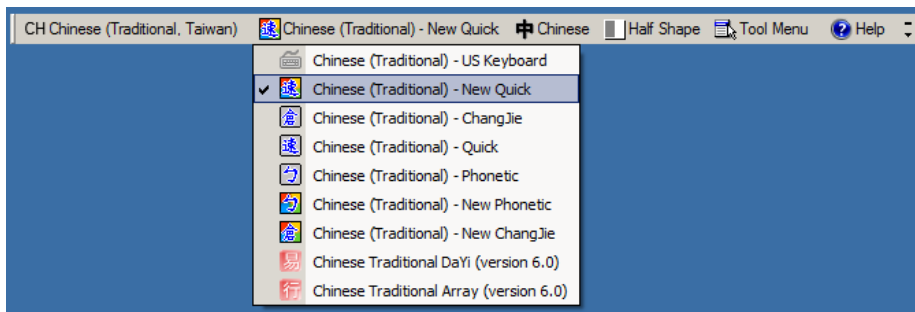 CH Chinese (Traditional, Taiwan) 速 Chinese (Traditional) - New Quick 中 Chinese Half Shape Tool Menu ? Help
Chinese (Traditional) - US Keyboard
速 Chinese (Traditional) - New Quick
倉 Chinese (Traditional) - ChangJie
速 Chinese (Traditional) - Quick
ㄅ Chinese (Traditional) - Phonetic
ㄅ Chinese (Traditional) - New Phonetic
倉 Chinese (Traditional) - New ChangJie
易 Chinese Traditional DaYi (version 6.0)
行 Chinese Traditional Array (version 6.0)